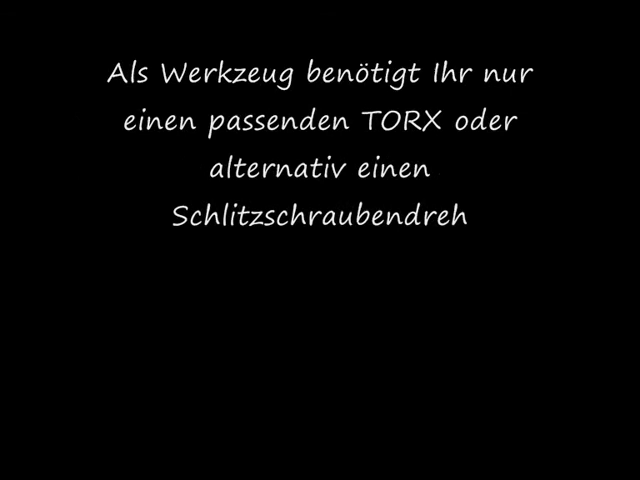 Als Werkzeug benötigt Ihr nur
einen passenden TORX oder
alternativ einen
Schlitzschraubendreh